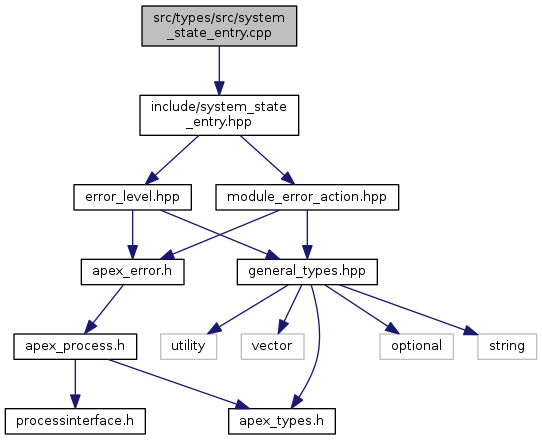 src/types/src/system
_state_entry.cpp
include/system_state
_entry.hpp
error_level.hpp
module_error_action.hpp
apex_error.h
general_types.hpp
apex_process.h
utility
vector
optional
string
processinterface.h
apex_types.h